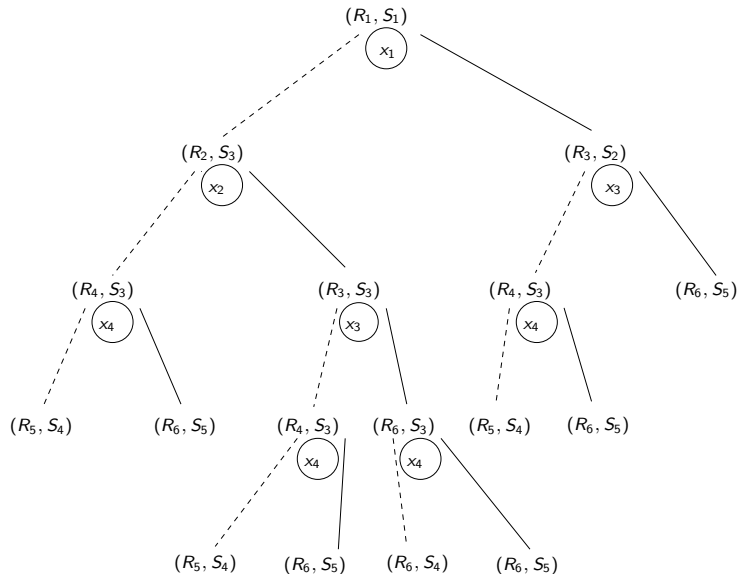 (R1, S1)
x1
(R2, S3)
(R3, S2)
x2
x3
(R4, S3)
(R3, S3)
(R4, S3)
(R6, S5)
x4
x3
x4
(R5, S4)
(R6, S5)
(R4, S3)
(R6, S3)
(R5, S4)
(R6, S5)
x4
x4
(R5, S4)
(R6, S5)
(R6, S4)
(R6, S5)